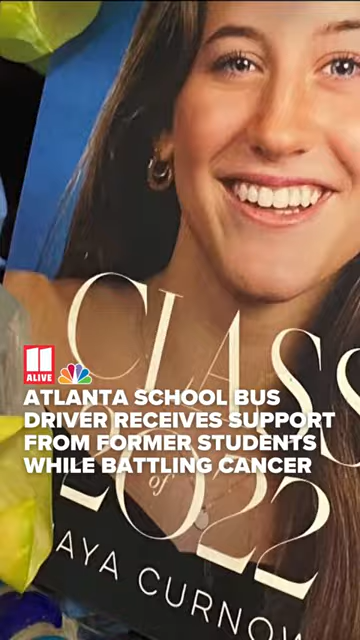 CLASS
of
2022
AYA CURNOW
11
ALIVE
ATLANTA SCHOOL BUS
DRIVER RECEIVES SUPPORT
FROM FORMER STUDENTS
WHILE BATTLING CANCER